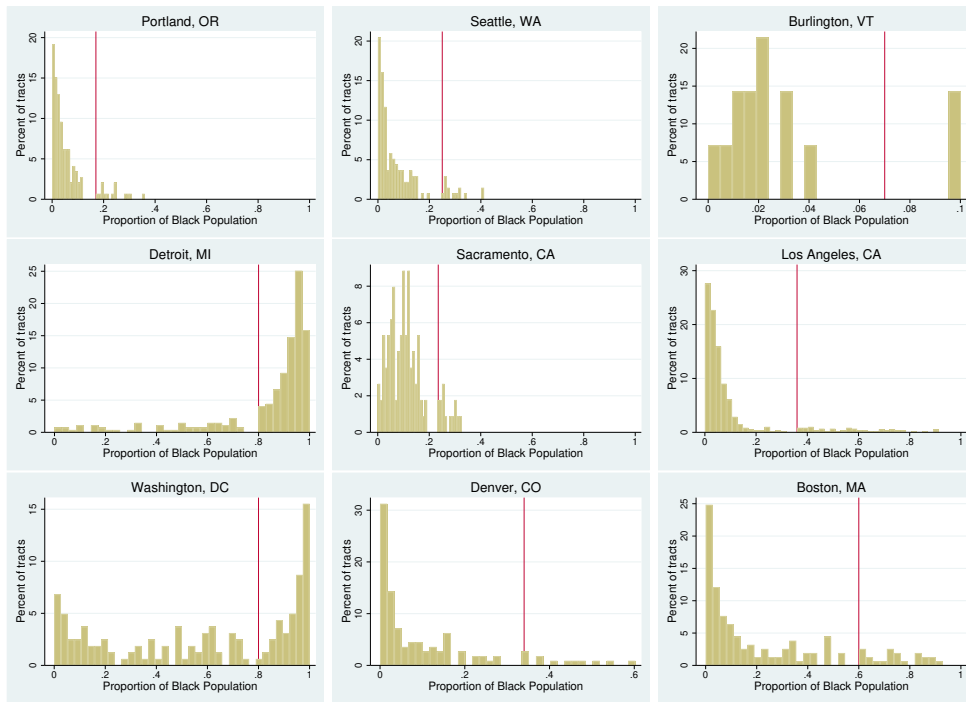 Portland, OR
Percent of tracts
0 5 10 15 20
0 .2 .4 .6 .8 1
Proportion of Black Population
Seattle, WA
Percent of tracts
0 5 10 15 20
0 .2 .4 .6 .8 1
Proportion of Black Population
Burlington, VT
Percent of tracts
0 5 10 15 20
0 .02 .04 .06 .08 .1
Proportion of Black Population
Detroit, MI
Percent of tracts
0 5 10 15 20 25
0 .2 .4 .6 .8 1
Proportion of Black Population
Sacramento, CA
Percent of tracts
0 2 4 6 8
0 .2 .4 .6 .8 1
Proportion of Black Population
Los Angeles, CA
Percent of tracts
0 10 20 30
0 .2 .4 .6 .8 1
Proportion of Black Population
Washington, DC
Percent of tracts
0 5 10 15
0 .2 .4 .6 .8 1
Proportion of Black Population
Denver, CO
Percent of tracts
0 10 20 30
0 .2 .4 .6
Proportion of Black Population
Boston, MA
Percent of tracts
0 5 10 15 20 25
0 .2 .4 .6 .8 1
Proportion of Black Population